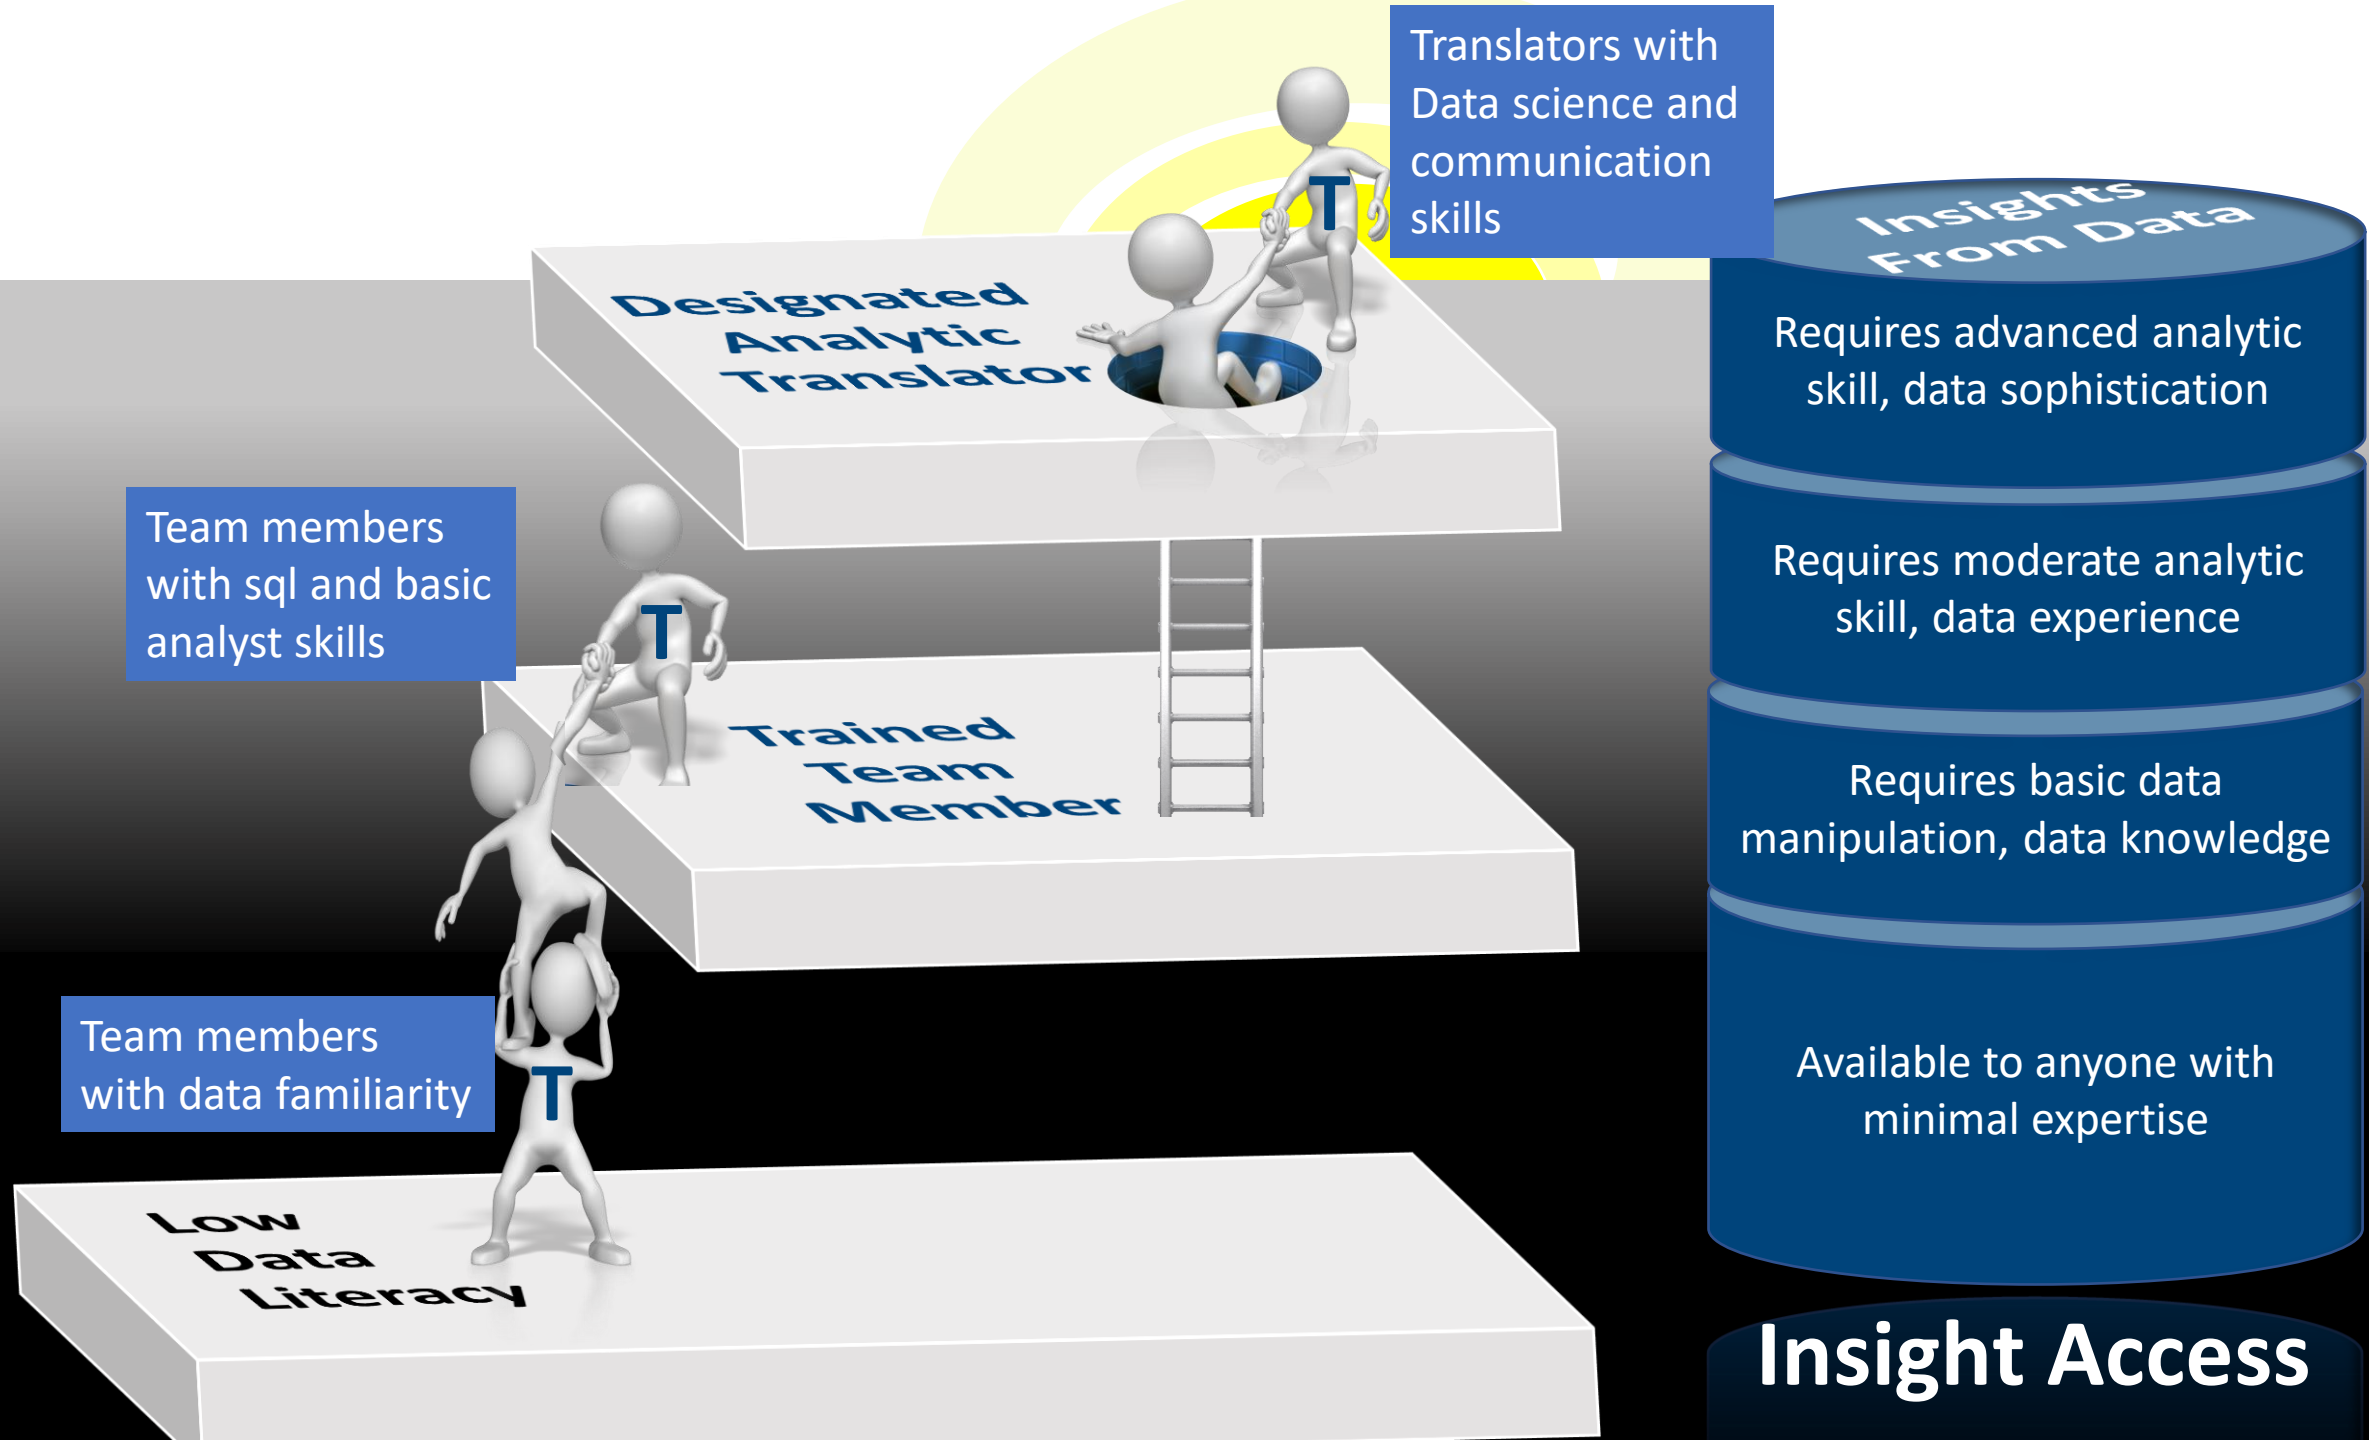 Translators with
Data science and
communication
skills
T
Designated
Analytic
Translator
Team members
with sql and basic
analyst skills
T
Trained
Team
Member
Team members
with data familiarity
T
Low
Data
Literacy
Insights
From Data
Requires advanced analytic
skill, data sophistication
Requires moderate analytic
skill, data experience
Requires basic data
manipulation, data knowledge
Available to anyone with
minimal expertise
Insight Access